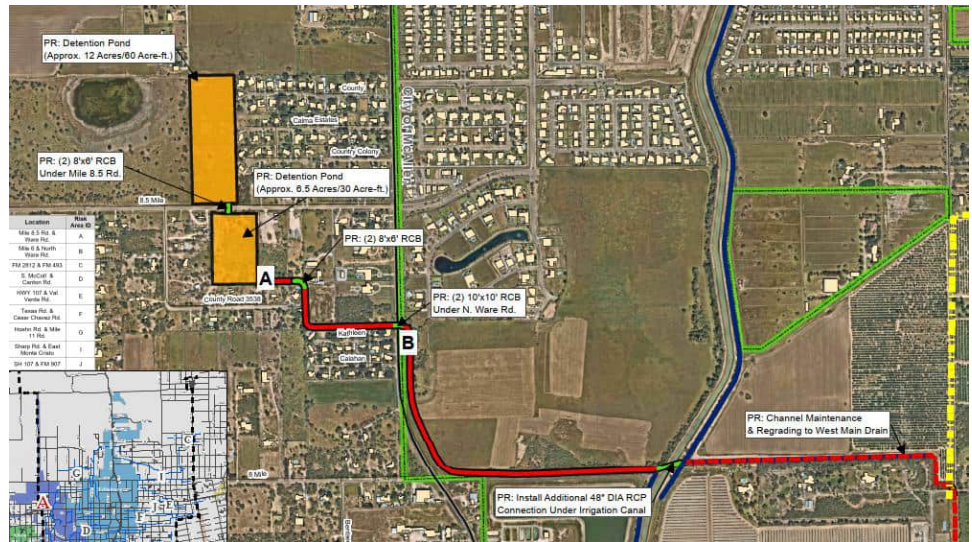 PR: Detention Pond
(Approx. 12 Acres/60 Acre-ft.)
County
Calma Estates
Country Colony
PR: (2) 8'x6' RCB
Under Mile 8.5 Rd.
PR: Detention Pond
(Approx. 6.5 Acres/30 Acre-ft.)
8.5 Mile
Location Risk Area ID
Mile 8.5 Rd. & Ware Rd. A
Mile 6 & North Ware Rd. B
FM 2812 & FM 493 C
S. McColl & Canton Rd. D
HWY 107 & Val Verde Rd. E
Texas Rd. & Cesar Chavez Rd. F
Hoehn Rd. & Mile 11 Rd. G
Sharp Rd. & East Monte Cristo I
SH 107 & FM 907 J
PR: (2) 8'x6' RCB
A
County Road 3538
PR: (2) 10'x10' RCB
Under N. Ware Rd.
Kathleen
B
Calahan
PR: Channel Maintenance
& Regrading to West Main Drain
8 Mile
PR: Install Additional 48" DIA RCP
Connection Under Irrigation Canal
C
G
I
A
J
E
F
D